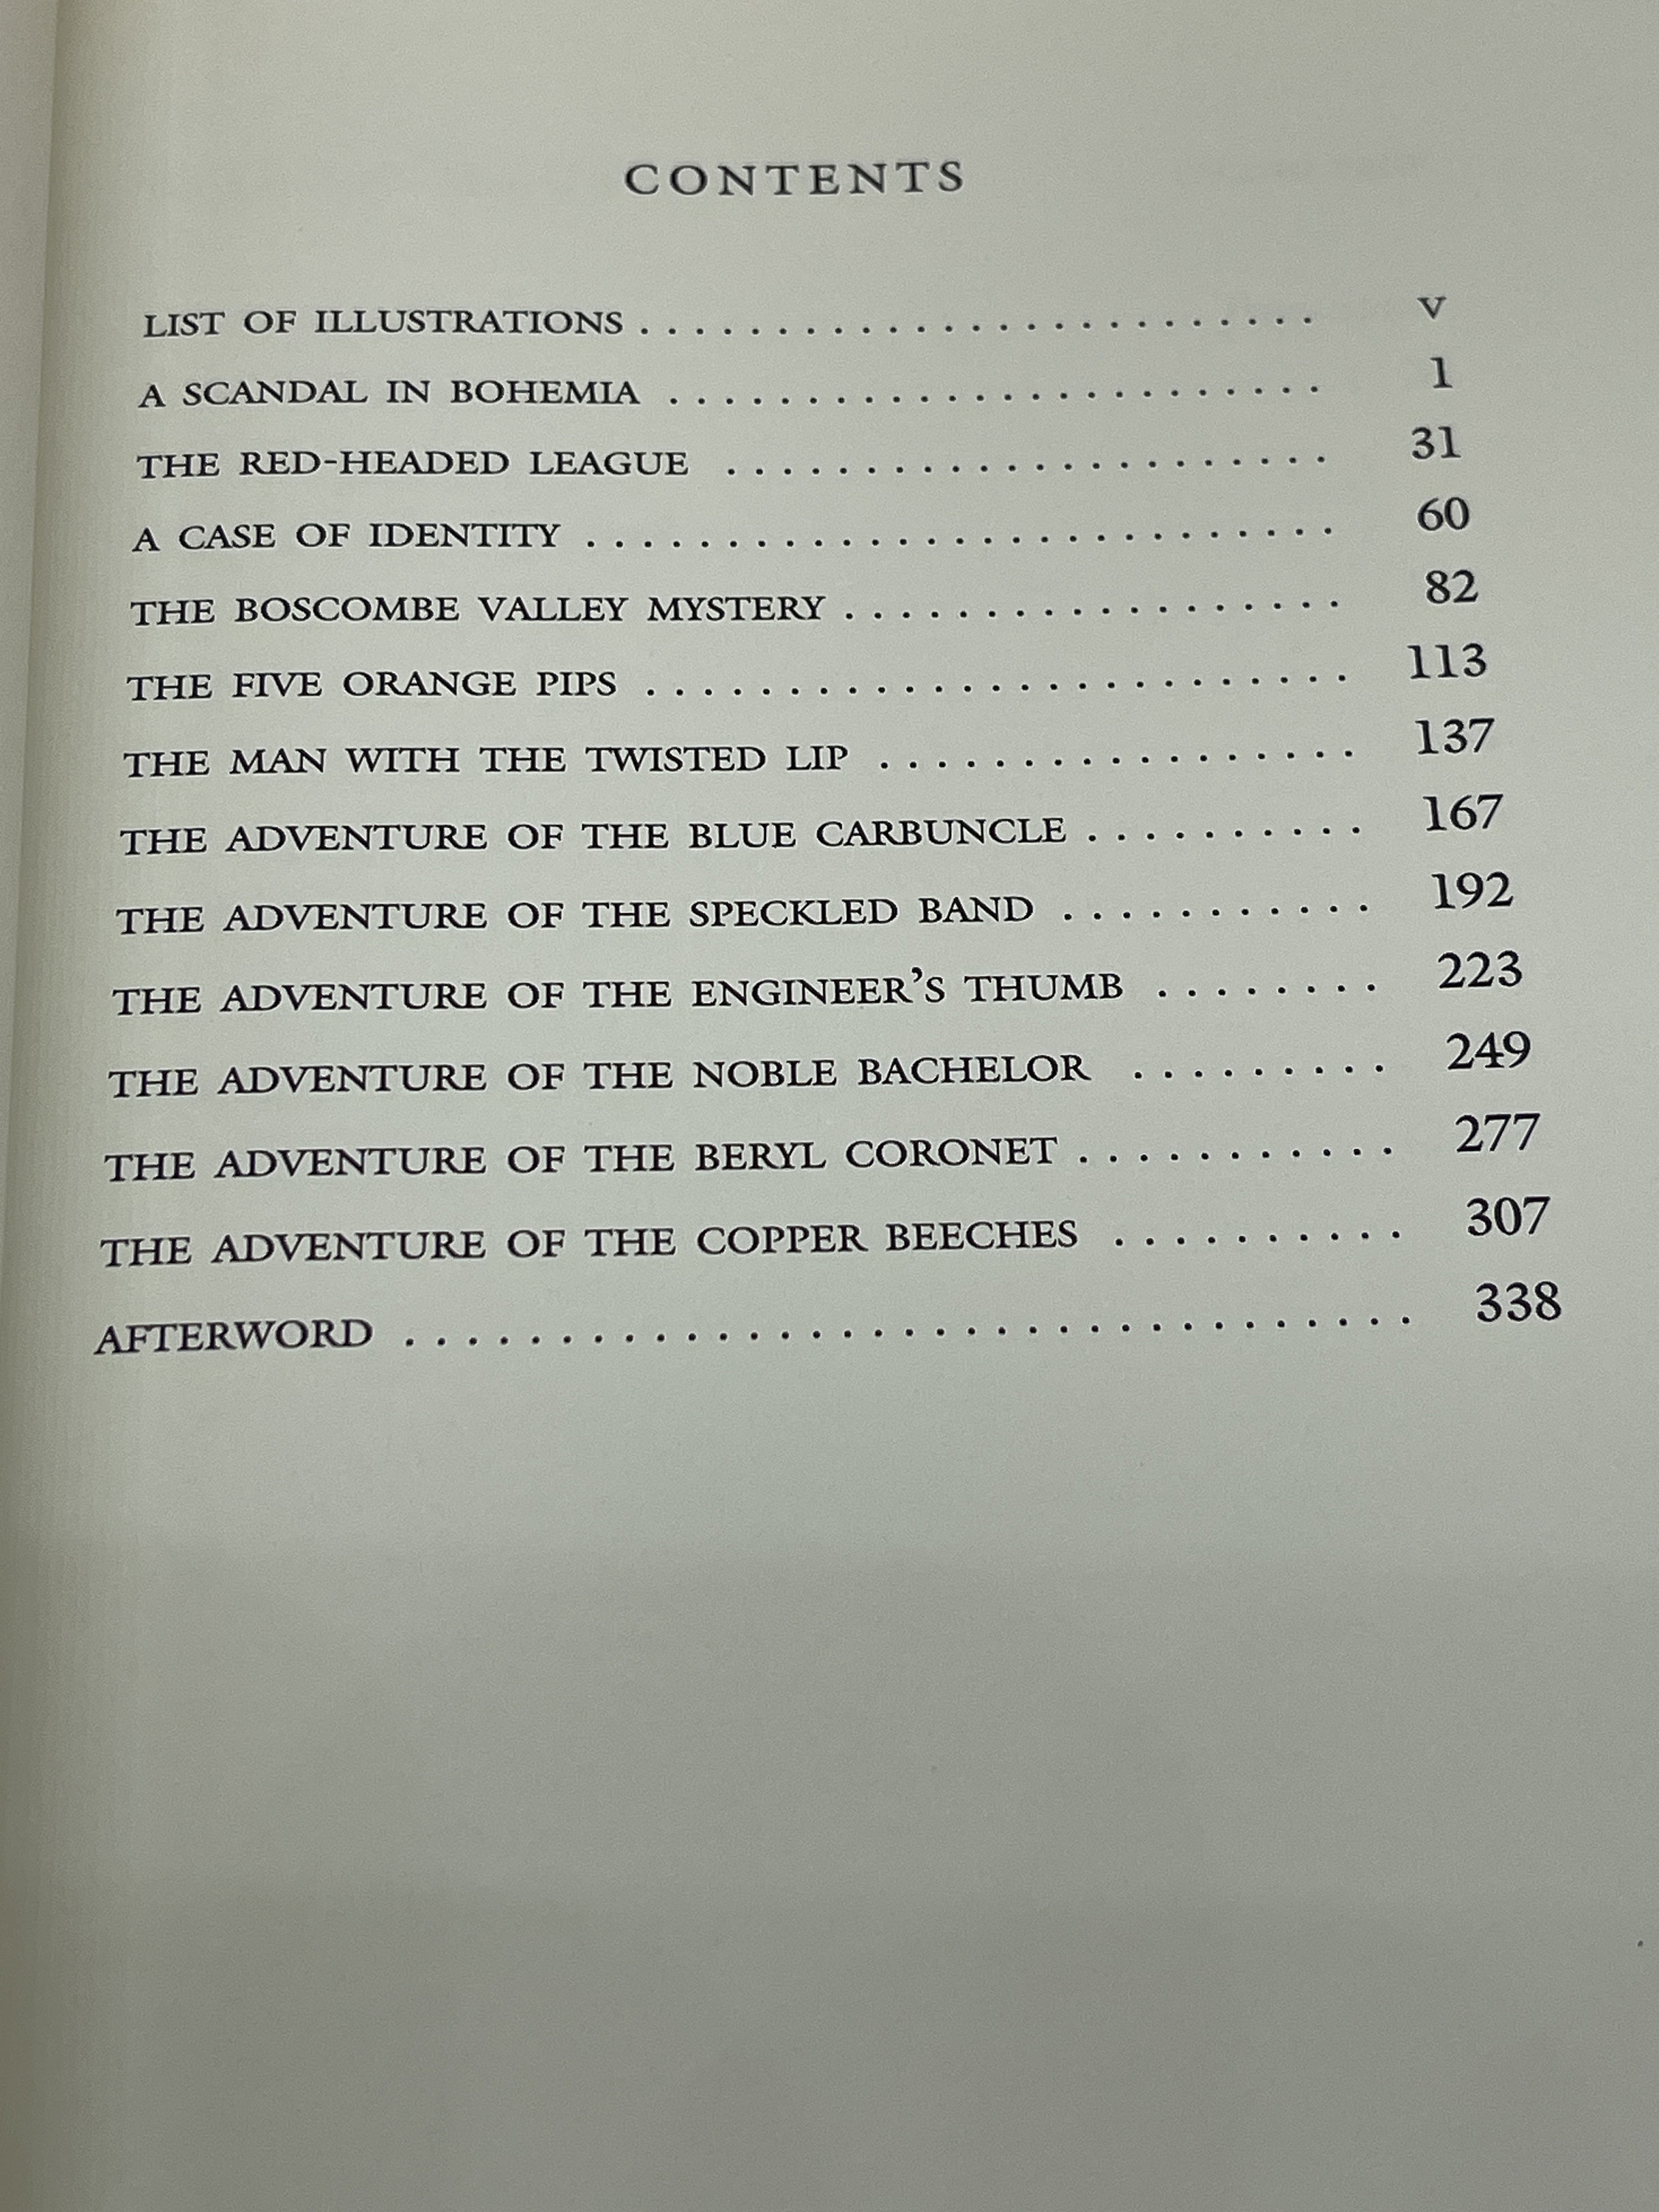 CONTENTS
LIST OF ILLUSTRATIONS . . . . . . . . . . . . . . . . . . . . . . . . . v
A SCANDAL IN BOHEMIA . . . . . . . . . . . . . . . . . . . . . . . . 1
THE RED-HEADED LEAGUE . . . . . . . . . . . . . . . . . . . . . . 31
A CASE OF IDENTITY . . . . . . . . . . . . . . . . . . . . . . . . . . . 60
THE BOSCOMBE VALLEY MYSTERY . . . . . . . . . . . . . . . . . . 82
THE FIVE ORANGE PIPS . . . . . . . . . . . . . . . . . . . . . . . . . 113
THE MAN WITH THE TWISTED LIP . . . . . . . . . . . . . . . . . 137
THE ADVENTURE OF THE BLUE CARBUNCLE . . . . . . . . . . 167
THE ADVENTURE OF THE SPECKLED BAND . . . . . . . . . . . 192
THE ADVENTURE OF THE ENGINEER’S THUMB . . . . . . . . 223
THE ADVENTURE OF THE NOBLE BACHELOR . . . . . . . . . 249
THE ADVENTURE OF THE BERYL CORONET . . . . . . . . . . . 277
THE ADVENTURE OF THE COPPER BEECHES . . . . . . . . . . 307
AFTERWORD . . . . . . . . . . . . . . . . . . . . . . . . . . . . . . . . . 338